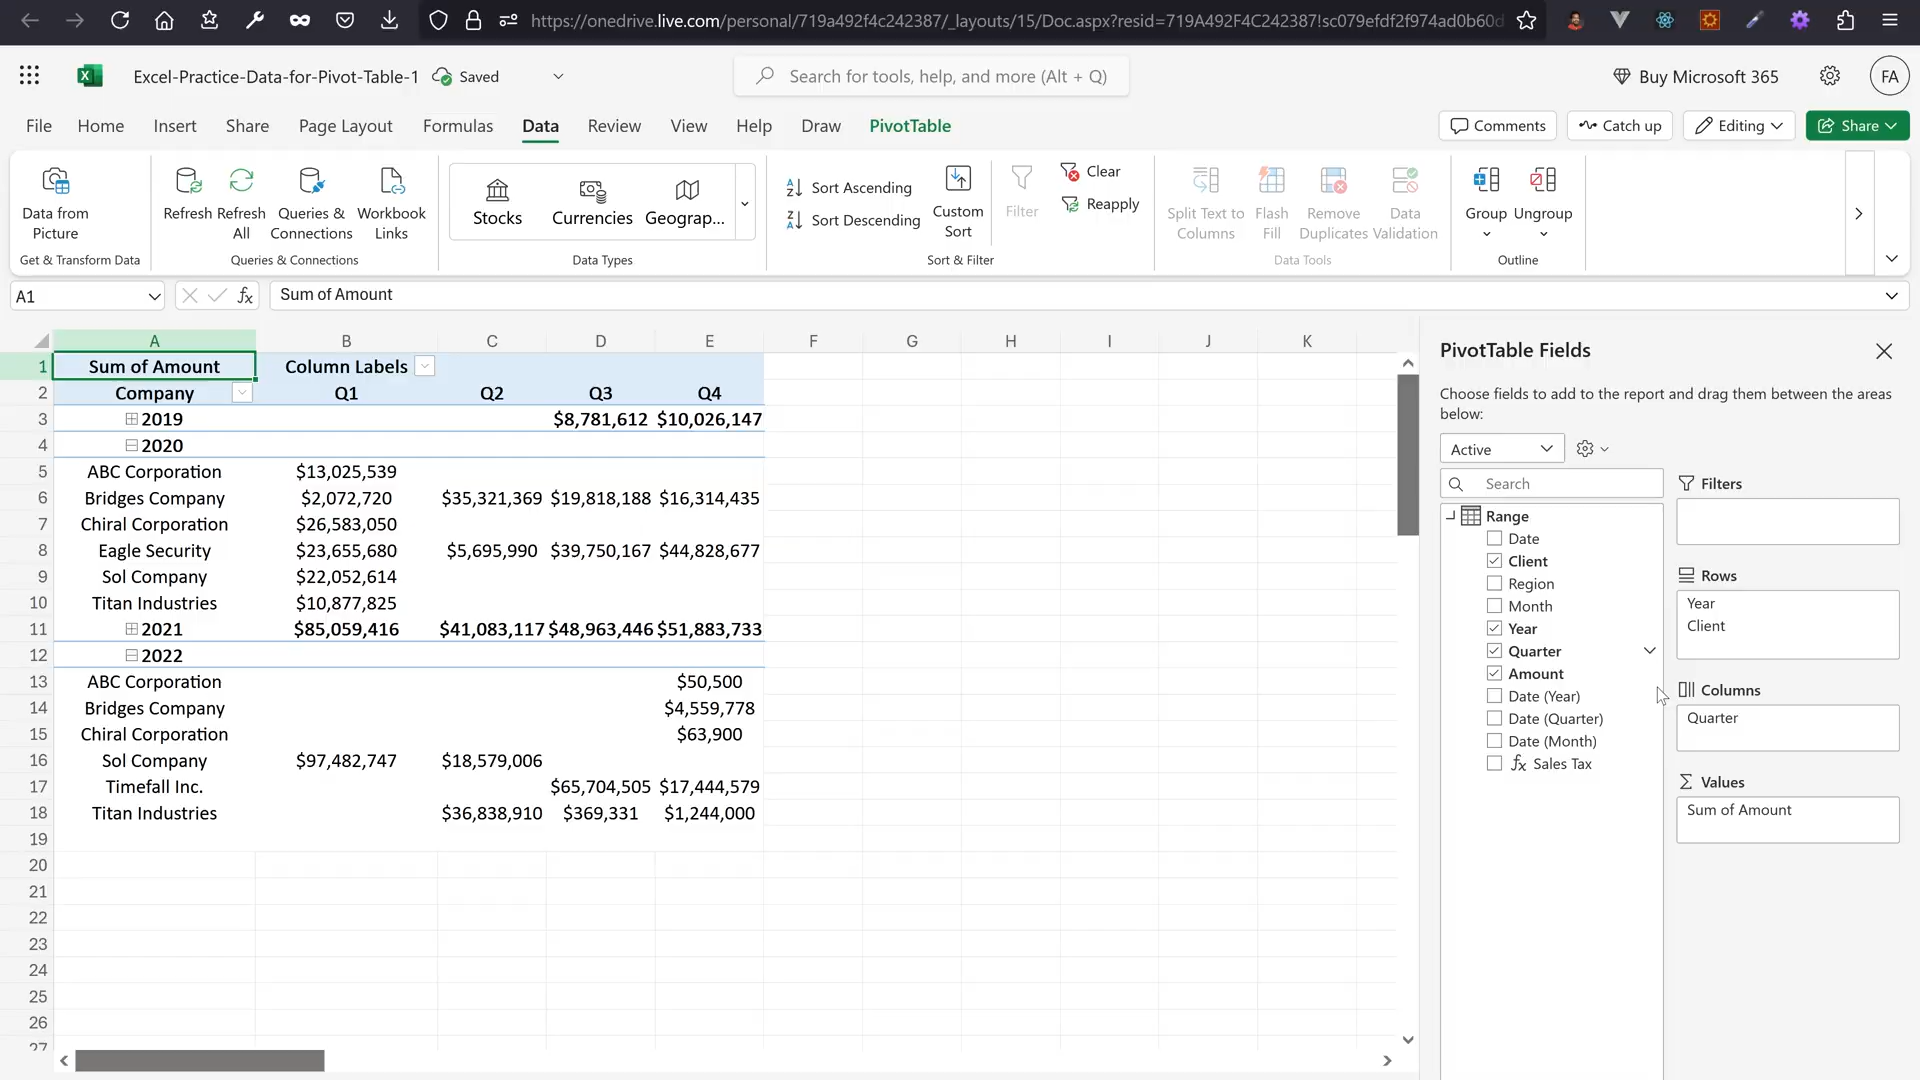 https://onedrive.live.com/personal/719a492f4c242387/_layouts/15/Doc.aspx?resid=719A492F4C242387!sc079efdf2f974ad0b60d
Excel-Practice-Data-for-Pivot-Table-1 Saved
Search for tools, help, and more (Alt + Q)
Buy Microsoft 365
FA
File Home Insert Share Page Layout Formulas Data Review View Help Draw PivotTable
Comments Catch up Editing Share
Data from Picture
Get & Transform Data
Refresh
Refresh All
Queries & Connections
Workbook Links
Queries & Connections
Stocks Currencies Geograp...
Data Types
Sort Ascending
Sort Descending
Custom Sort
Filter
Clear
Reapply
Sort & Filter
Split Text to Columns
Flash Fill
Remove Duplicates
Data Validation
Data Tools
Group Ungroup
Outline
A1 fx Sum of Amount
A B C D E F G H I J K
1 Sum of Amount Column Labels
2 Company Q1 Q2 Q3 Q4
3 2019 $8,781,612 $10,026,147
4 2020
5 ABC Corporation $13,025,539
6 Bridges Company $2,072,720 $35,321,369 $19,818,188 $16,314,435
7 Chiral Corporation $26,583,050
8 Eagle Security $23,655,680 $5,695,990 $39,750,167 $44,828,677
9 Sol Company $22,052,614
10 Titan Industries $10,877,825
11 2021 $85,059,416 $41,083,117 $48,963,446 $51,883,733
12 2022
13 ABC Corporation $50,500
14 Bridges Company $4,559,778
15 Chiral Corporation $63,900
16 Sol Company $97,482,747 $18,579,006
17 Timefall Inc. $65,704,505 $17,444,579
18 Titan Industries $36,838,910 $369,331 $1,244,000
19
20
21
22
23
24
25
26
27
PivotTable Fields
Choose fields to add to the report and drag them between the areas
below:
Active
Search
Range
Date
Client
Region
Month
Year
Quarter
Amount
Date (Year)
Date (Quarter)
Date (Month)
fx Sales Tax
Filters
Rows
Year
Client
Columns
Quarter
Σ Values
Sum of Amount